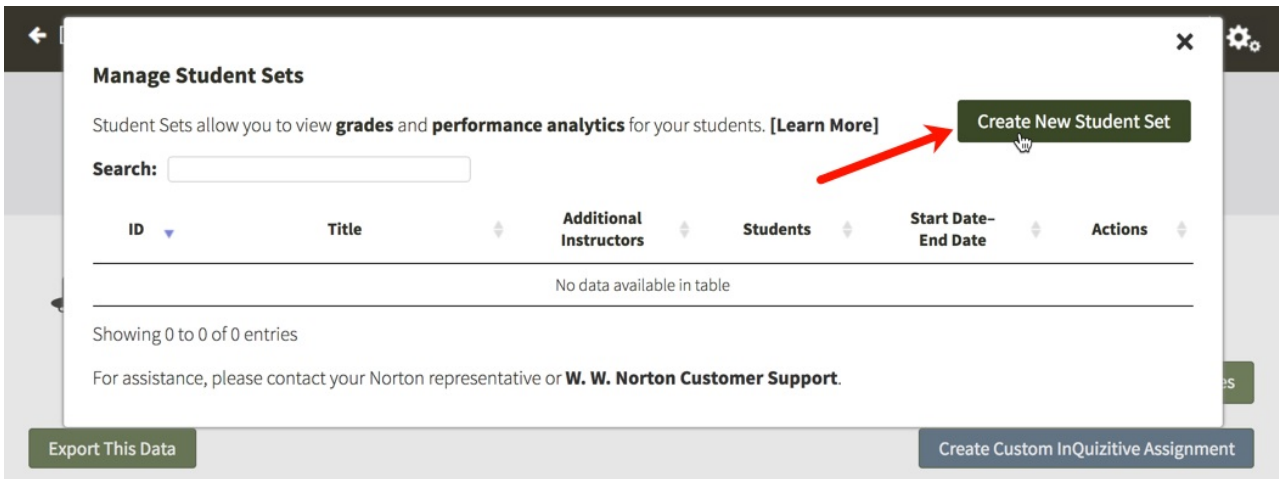 Manage Student Sets
Student Sets allow you to view grades and performance analytics for your students. [Learn More]
Create New Student Set
Search:
ID
Title
Additional
Instructors
Students
Start Date–
End Date
Actions
No data available in table
Showing 0 to 0 of 0 entries
For assistance, please contact your Norton representative or W. W. Norton Customer Support.
Export This Data
Create Custom InQuizitive Assignment